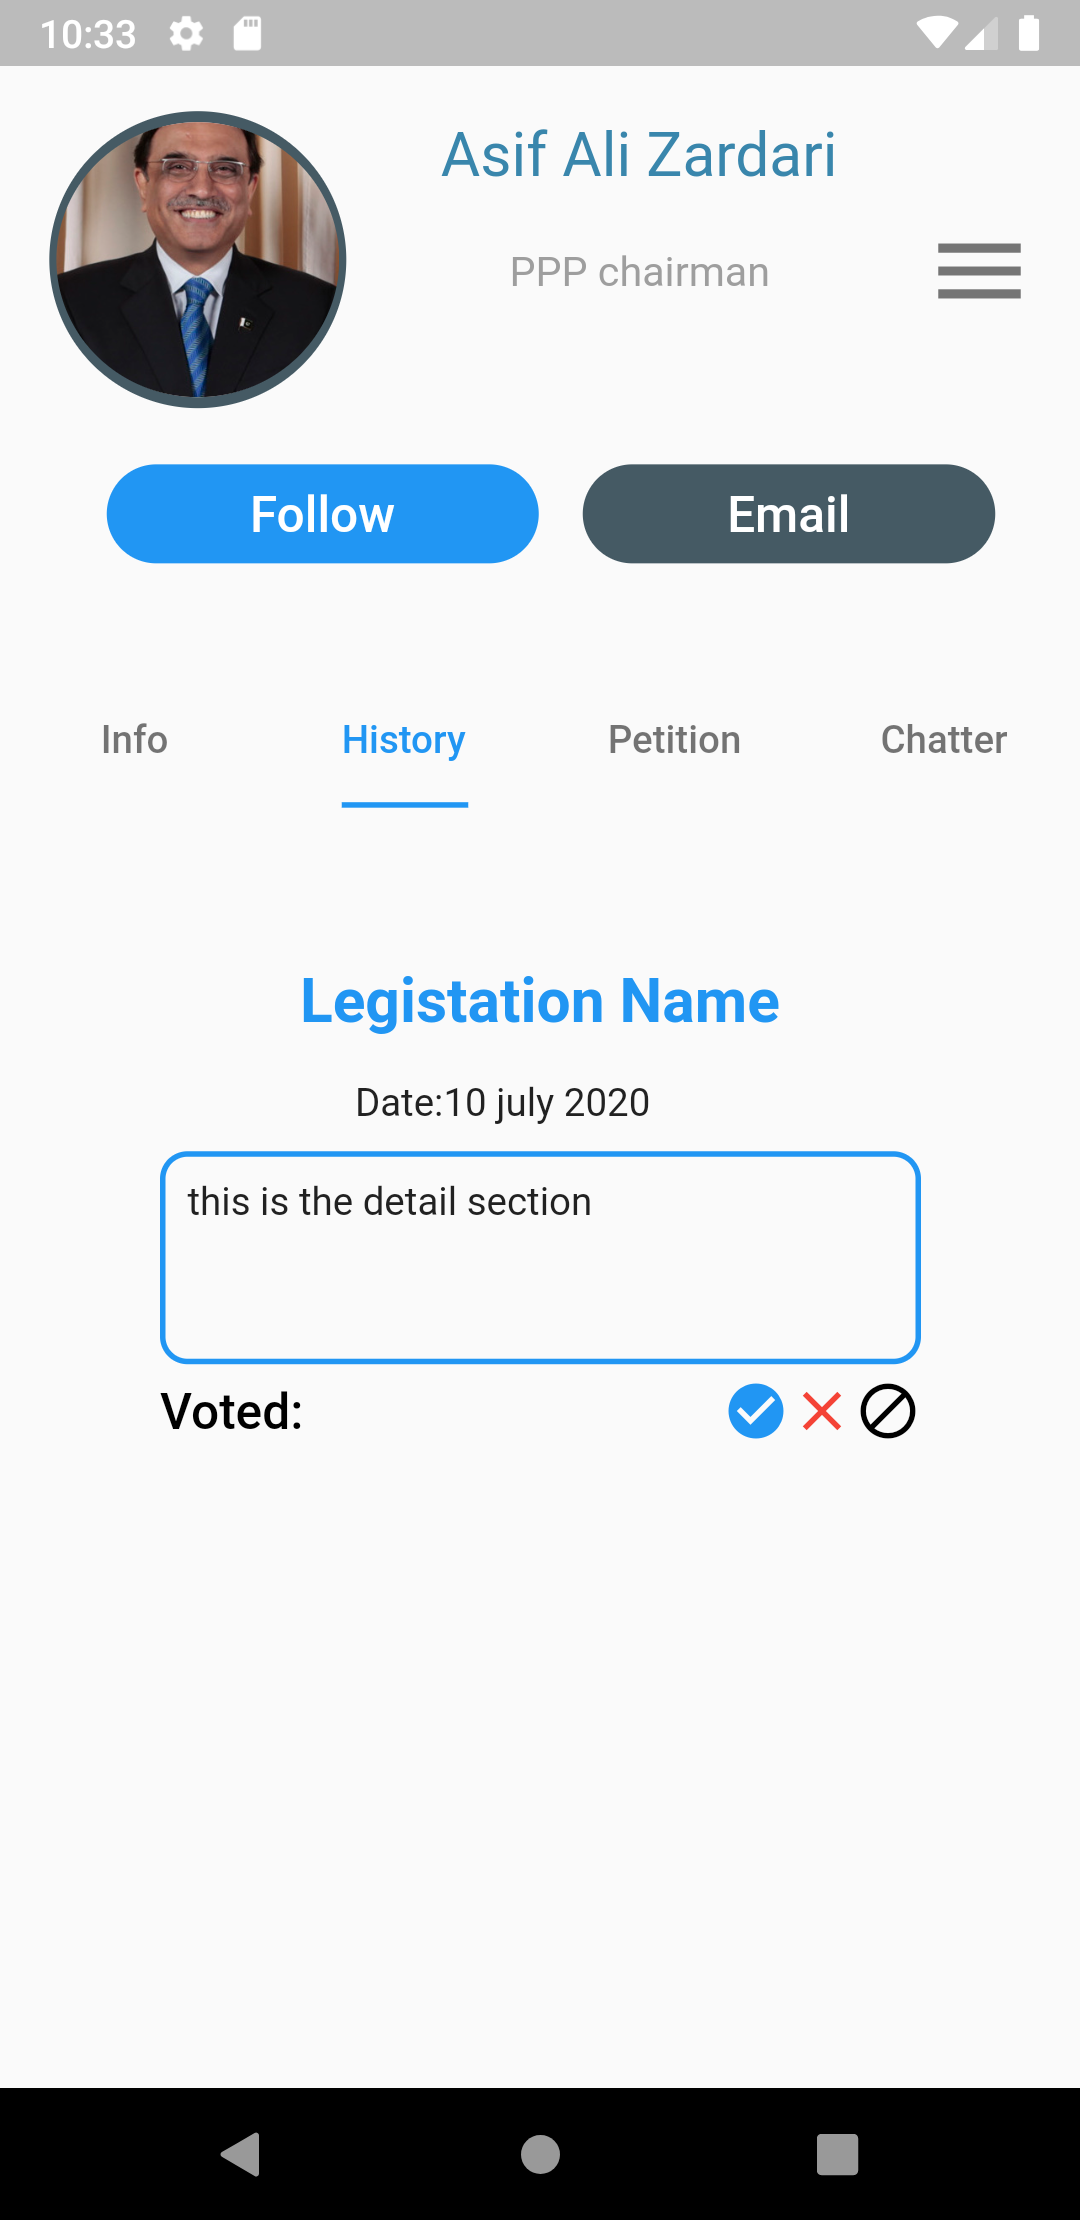 10:33
Asif Ali Zardari
PPP chairman
Follow Email
Info History Petition Chatter
Legistation Name
Date:10 july 2020
this is the detail section
Voted: